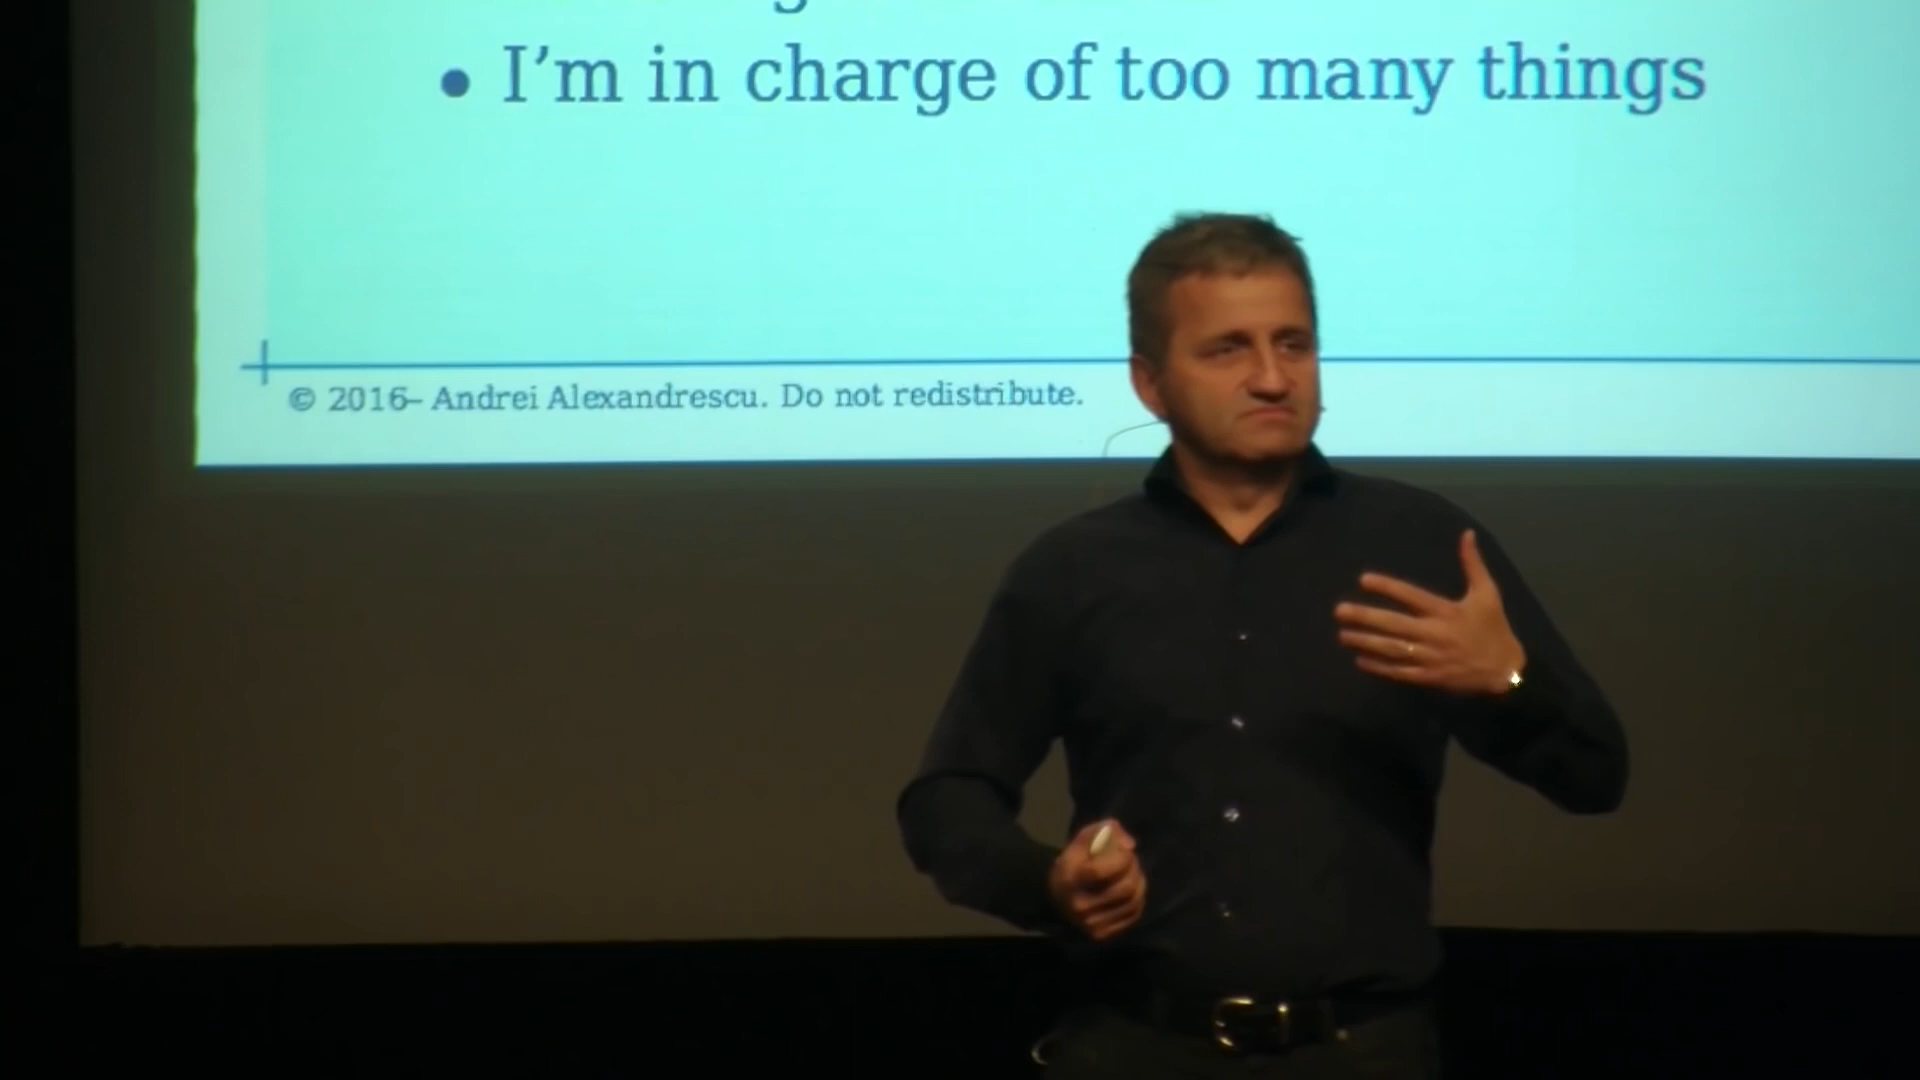 • I’m in charge of too many things
© 2016– Andrei Alexandrescu. Do not redistribute.